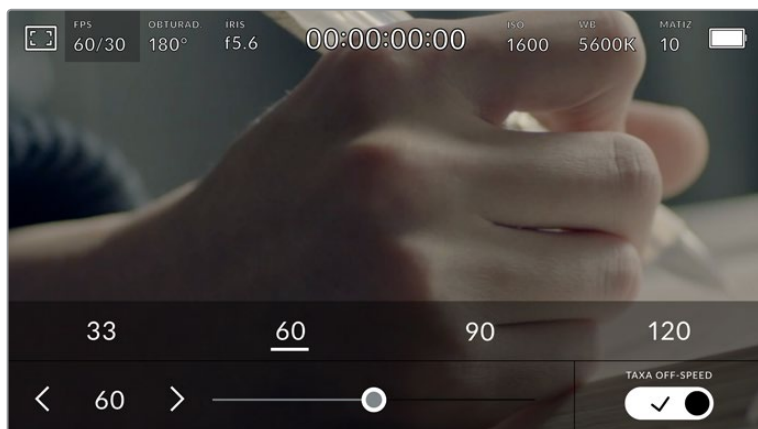 FPS OBTURAD. IRIS ISO WB MATIZ
60/30 180° f5.6 00:00:00:00 1600 5600K 10
33 60 90 120
TAXA OFF-SPEED
60